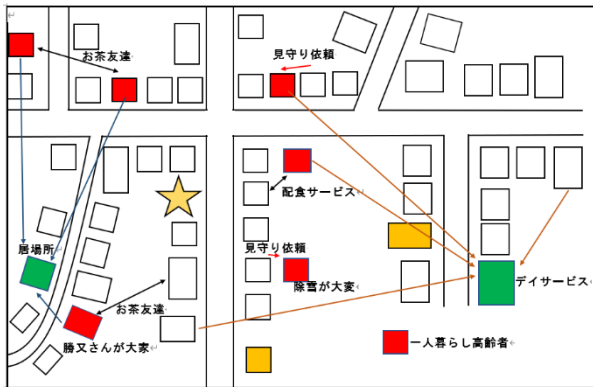 お茶友達
見守り依頼
配食サービス
居場所
見守り依頼
除雪が大変
デイサービス
お茶友達
勝又さんが大家
一人暮らし高齢者